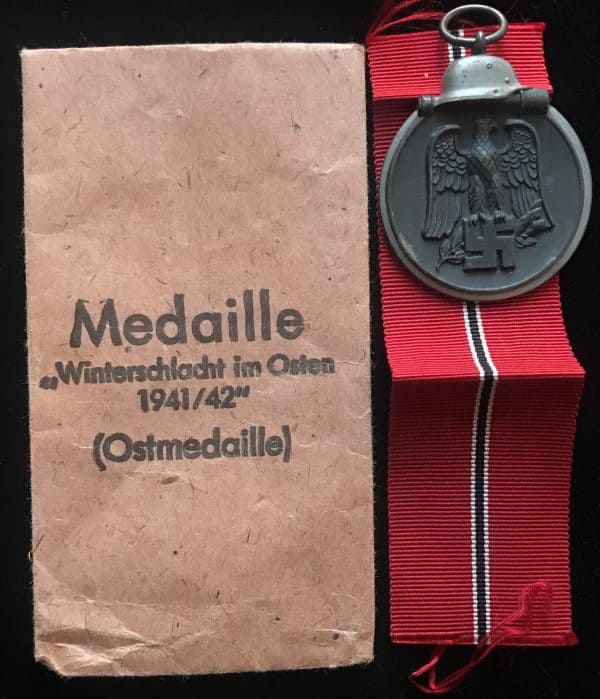 Medaille
„Winterschlacht im Osten
1941/42"
(Ostmedaille)